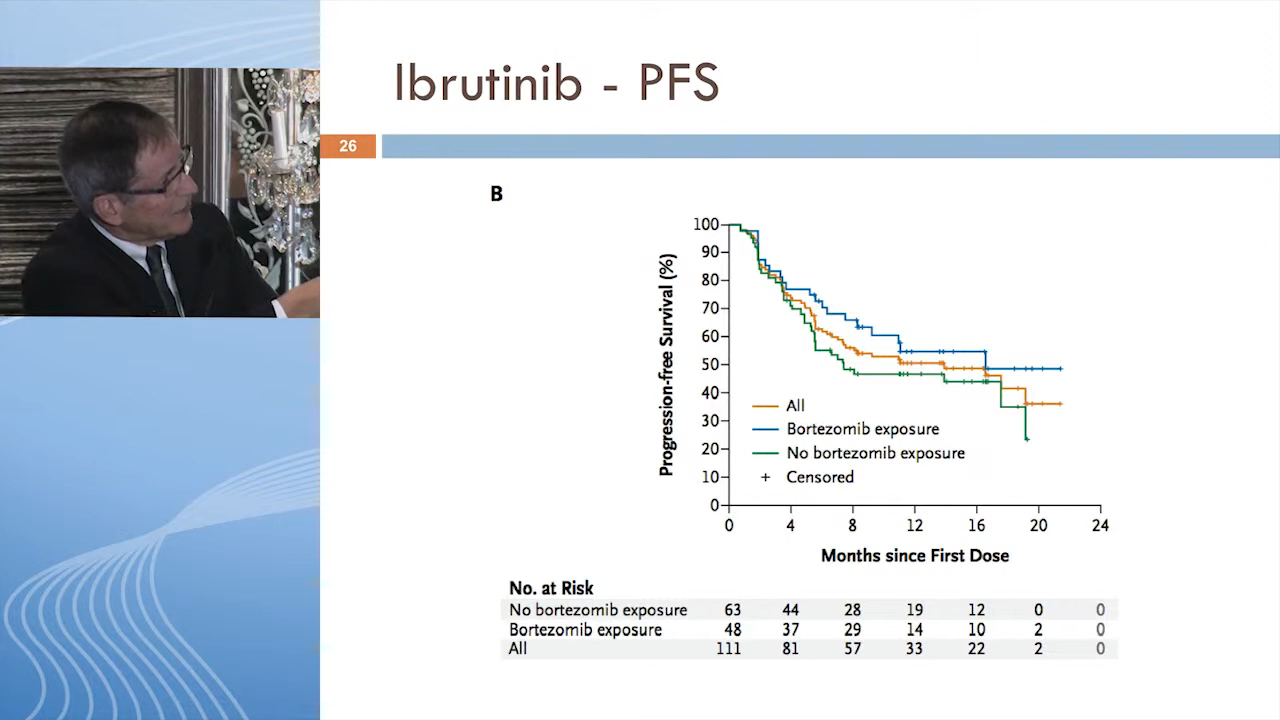 Ibrutinib - PFS
26
B
Progression-free Survival (%)
100
90
80
70
60
50
40
30
20
10
0
All
Bortezomib exposure
No bortezomib exposure
+ Censored
0 4 8 12 16 20 24
Months since First Dose
No. at Risk
No bortezomib exposure 63 44 28 19 12 0 0
Bortezomib exposure 48 37 29 14 10 2 0
All 111 81 57 33 22 2 0